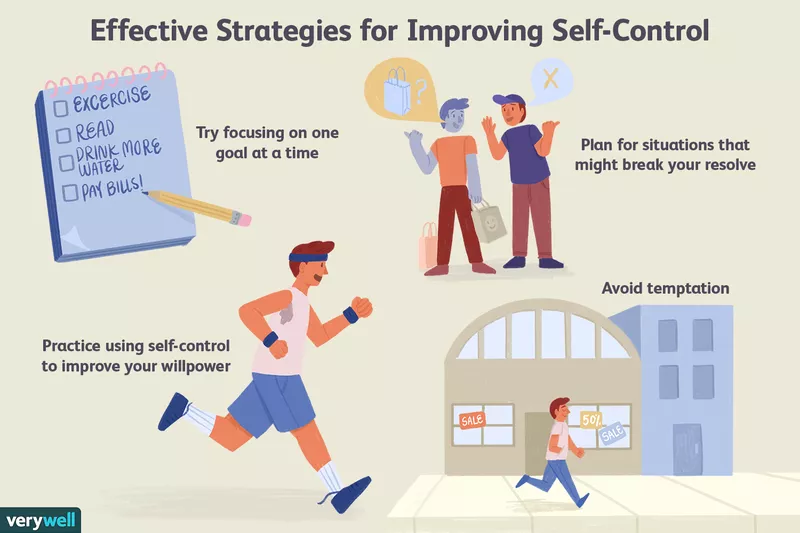 Effective Strategies for Improving Self-Control
EXCERCISE
READ
DRINK MORE
WATER
PAY BILLS!
Try focusing on one
goal at a time
?
X
Plan for situations that
might break your resolve
Practice using self-control
to improve your willpower
Avoid temptation
SALE
50%
SALE
verywell